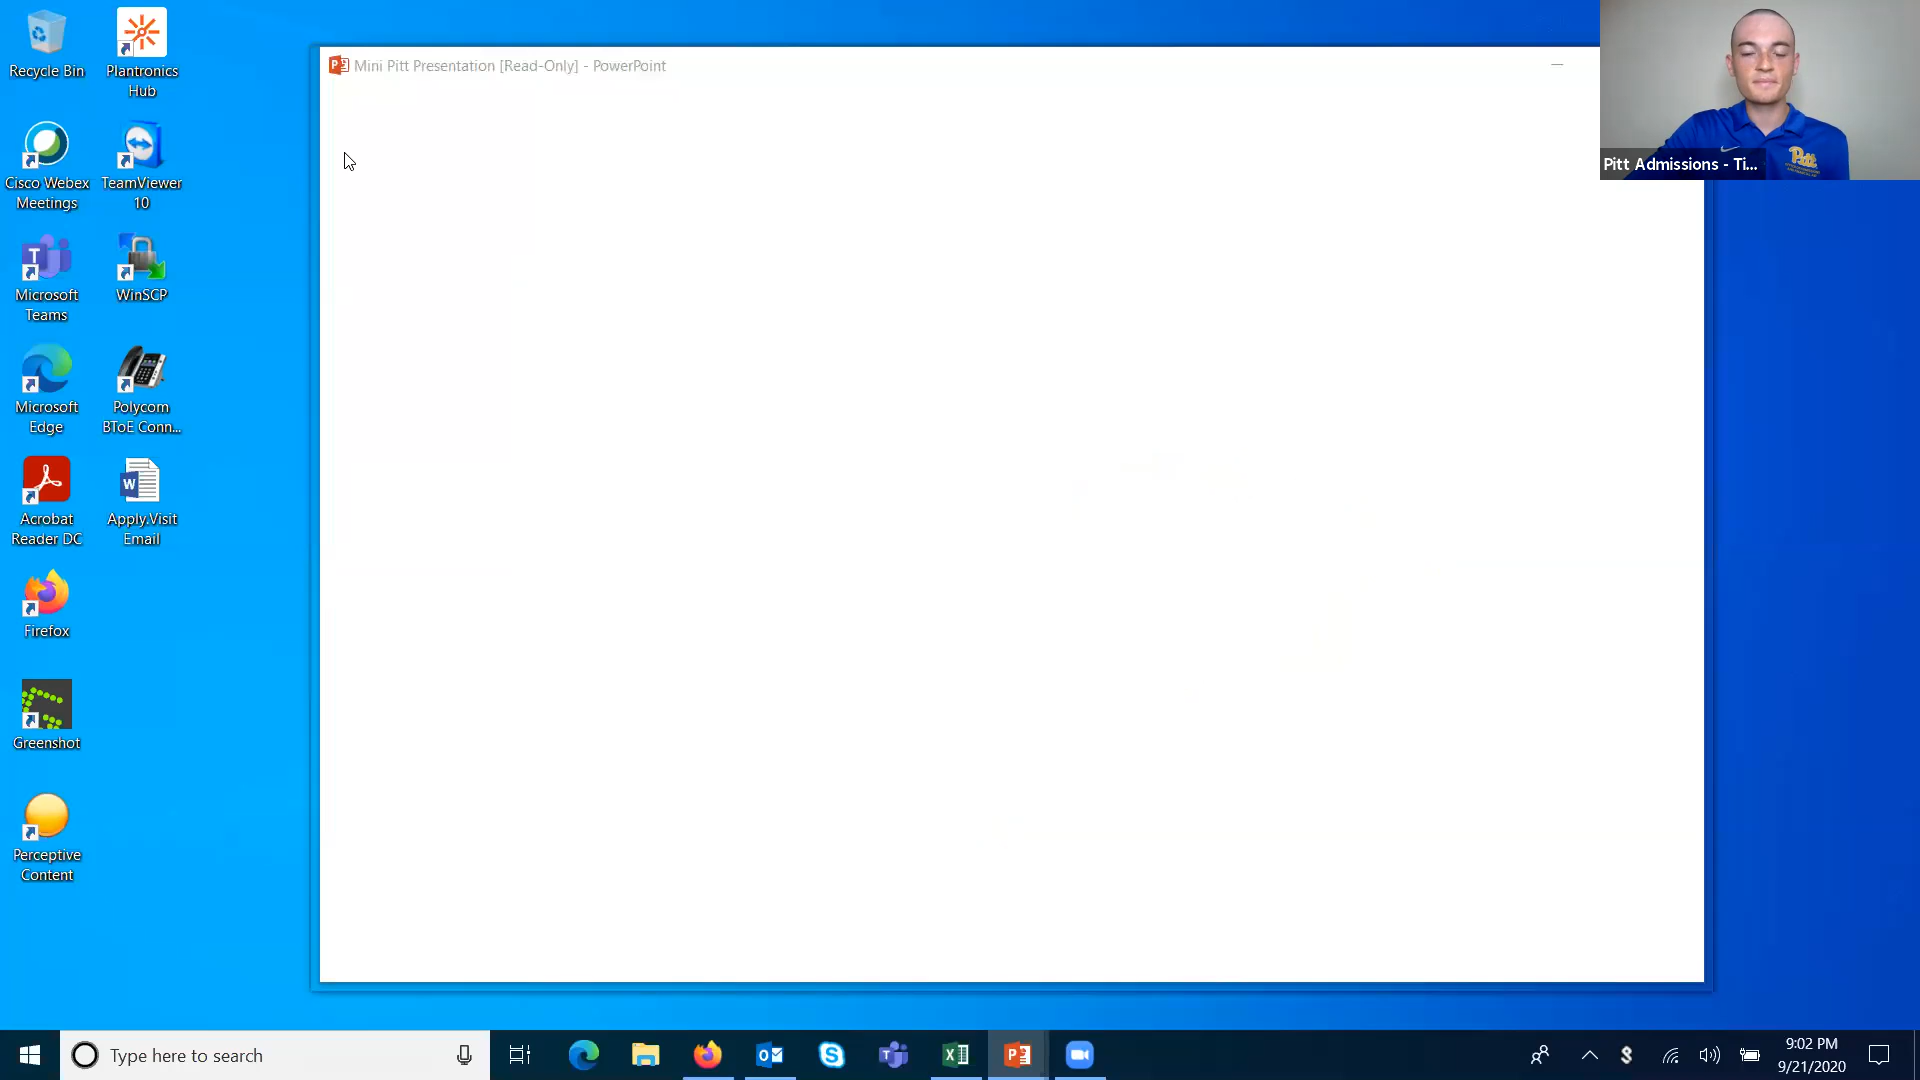 Recycle Bin
Plantronics
Hub
Mini Pitt Presentation [Read-Only] - PowerPoint
Pitt
Pitt Admissions - Ti...
Cisco Webex
Meetings
TeamViewer
10
Microsoft
Teams
WinSCP
Microsoft
Edge
Polycom
BToE Conn...
Acrobat
Reader DC
Apply.Visit
Email
Firefox
Greenshot
Perceptive
Content
Type here to search
9:02 PM
9/21/2020